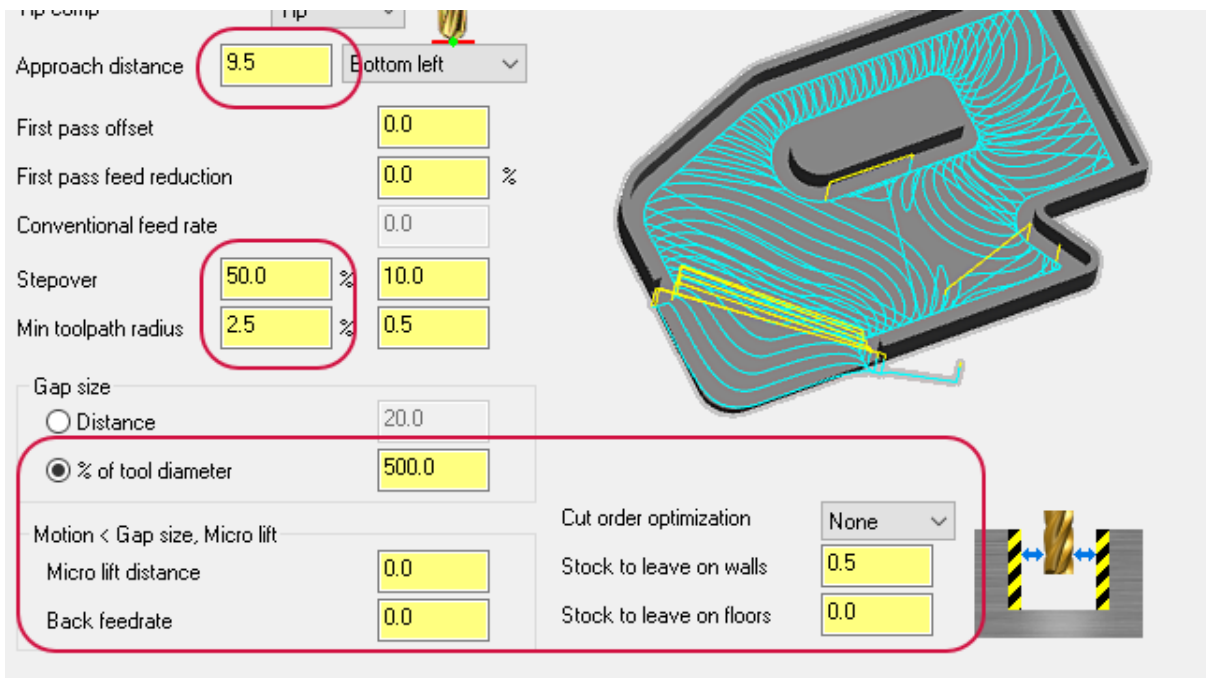 Tip comp Tip
Approach distance 9.5 Bottom left
First pass offset 0.0
First pass feed reduction 0.0 %
Conventional feed rate 0.0
Stepover 50.0 % 10.0
Min toolpath radius 2.5 % 0.5
Gap size
Distance 20.0
% of tool diameter 500.0
Motion < Gap size, Micro lift
Micro lift distance 0.0
Back feedrate 0.0
Cut order optimization None
Stock to leave on walls 0.5
Stock to leave on floors 0.0